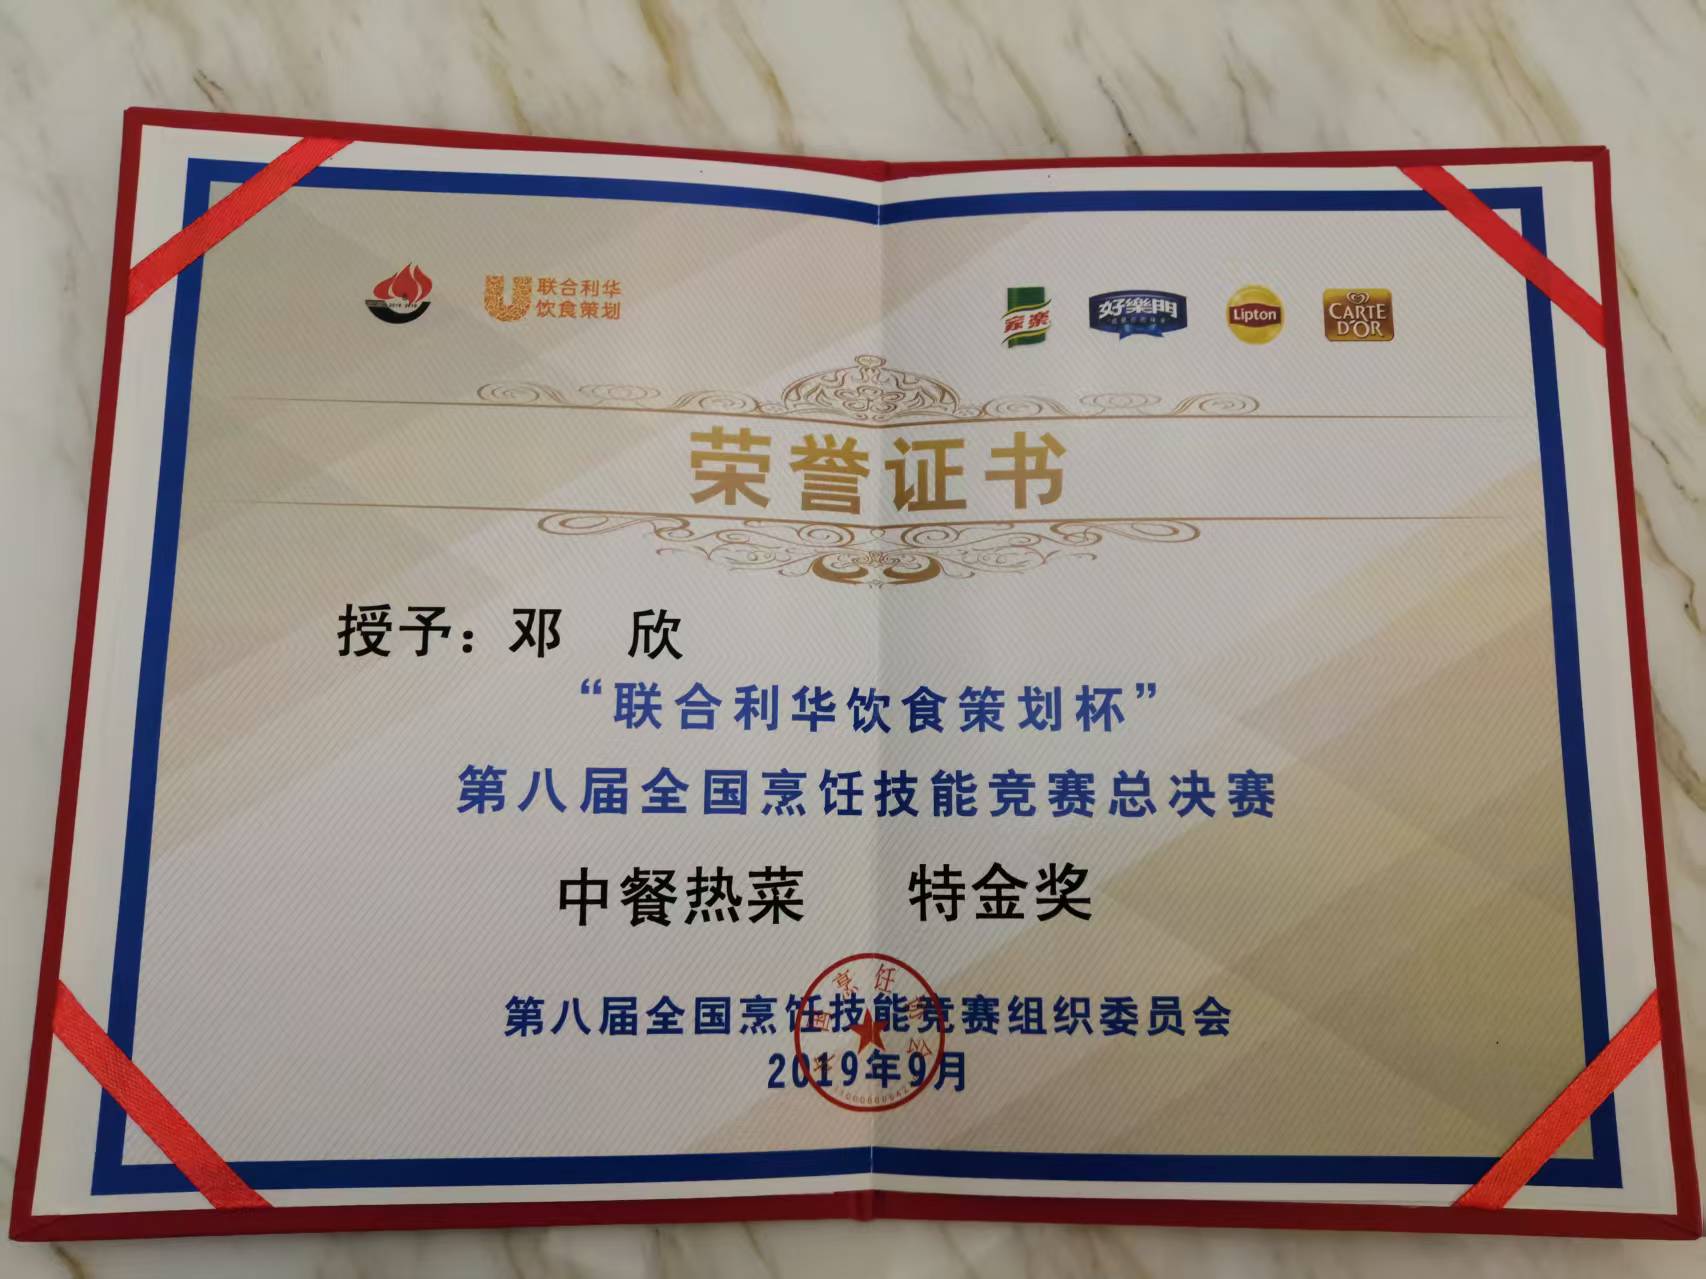 联合利华
饮食策划
家樂
好樂門
Lipton
CARTE
D'OR
荣誉证书
授予：邓 欣
“联合利华饮食策划杯”
第八届全国烹饪技能竞赛总决赛
中餐热菜 特金奖
第八届全国烹饪技能竞赛组织委员会
2019年9月